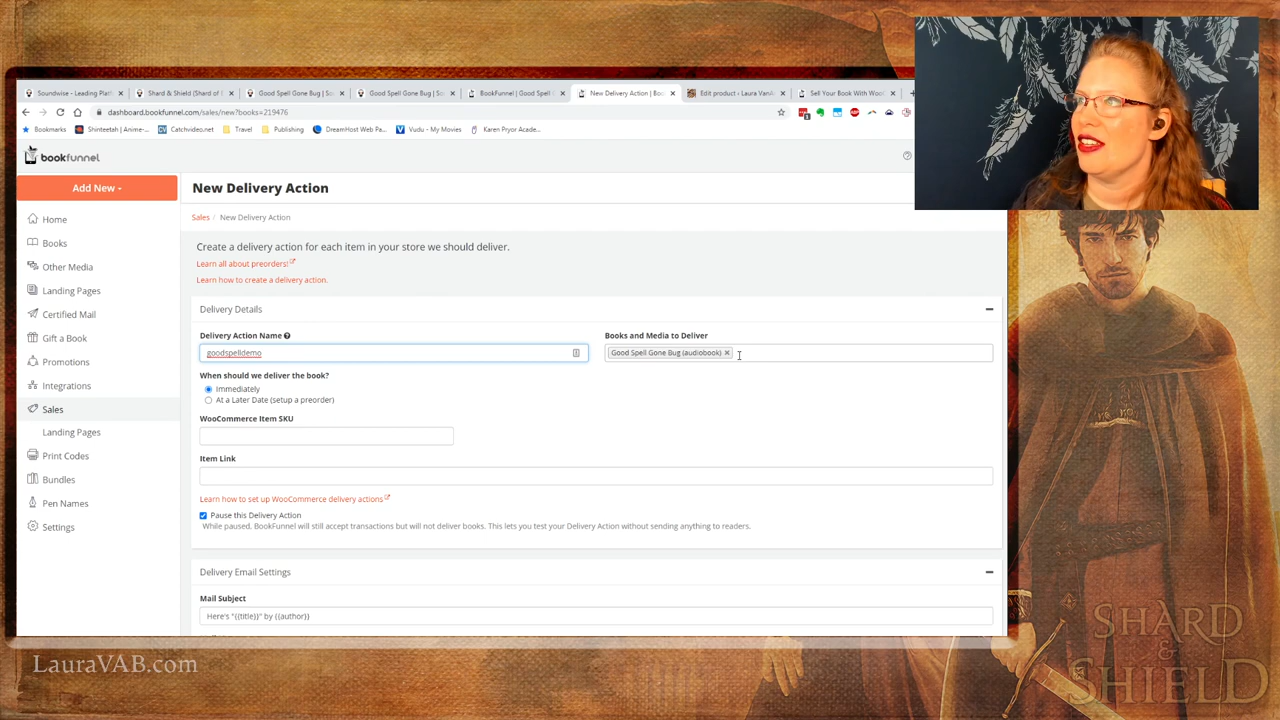 Soundwise - Leading Platf
Shard & Shield (Shard of
Good Spell Gone Bug | So
Good Spell Gone Bug | So
BookFunnel | Good Spell G
New Delivery Action | Boo
Edit product ‹ Laura VanA
Sell Your Book With WooC
dashboard.bookfunnel.com/sales/new?books=219476
Bookmarks
Shinteetah | Anime-...
Catchvideo.net
Travel
Publishing
DreamHost Web Pa...
Vudu - My Movies
Karen Pryor Acade...
bookfunnel
Add New
Home
Books
Other Media
Landing Pages
Certified Mail
Gift a Book
Promotions
Integrations
Sales
Landing Pages
Print Codes
Bundles
Pen Names
Settings
New Delivery Action
Sales / New Delivery Action
Create a delivery action for each item in your store we should deliver.
Learn all about preorders!
Learn how to create a delivery action.
Delivery Details
Delivery Action Name
goodspelldemo
Books and Media to Deliver
Good Spell Gone Bug (audiobook) ×
When should we deliver the book?
Immediately
At a Later Date (setup a preorder)
WooCommerce Item SKU
Item Link
Learn how to set up WooCommerce delivery actions
Pause this Delivery Action
While paused, BookFunnel will still accept transactions but will not deliver books. This lets you test your Delivery Action without sending anything to readers.
Delivery Email Settings
Mail Subject
Here's "{{title}}" by {{author}}
LauraVAB.com
SHARD
&
SHIELD